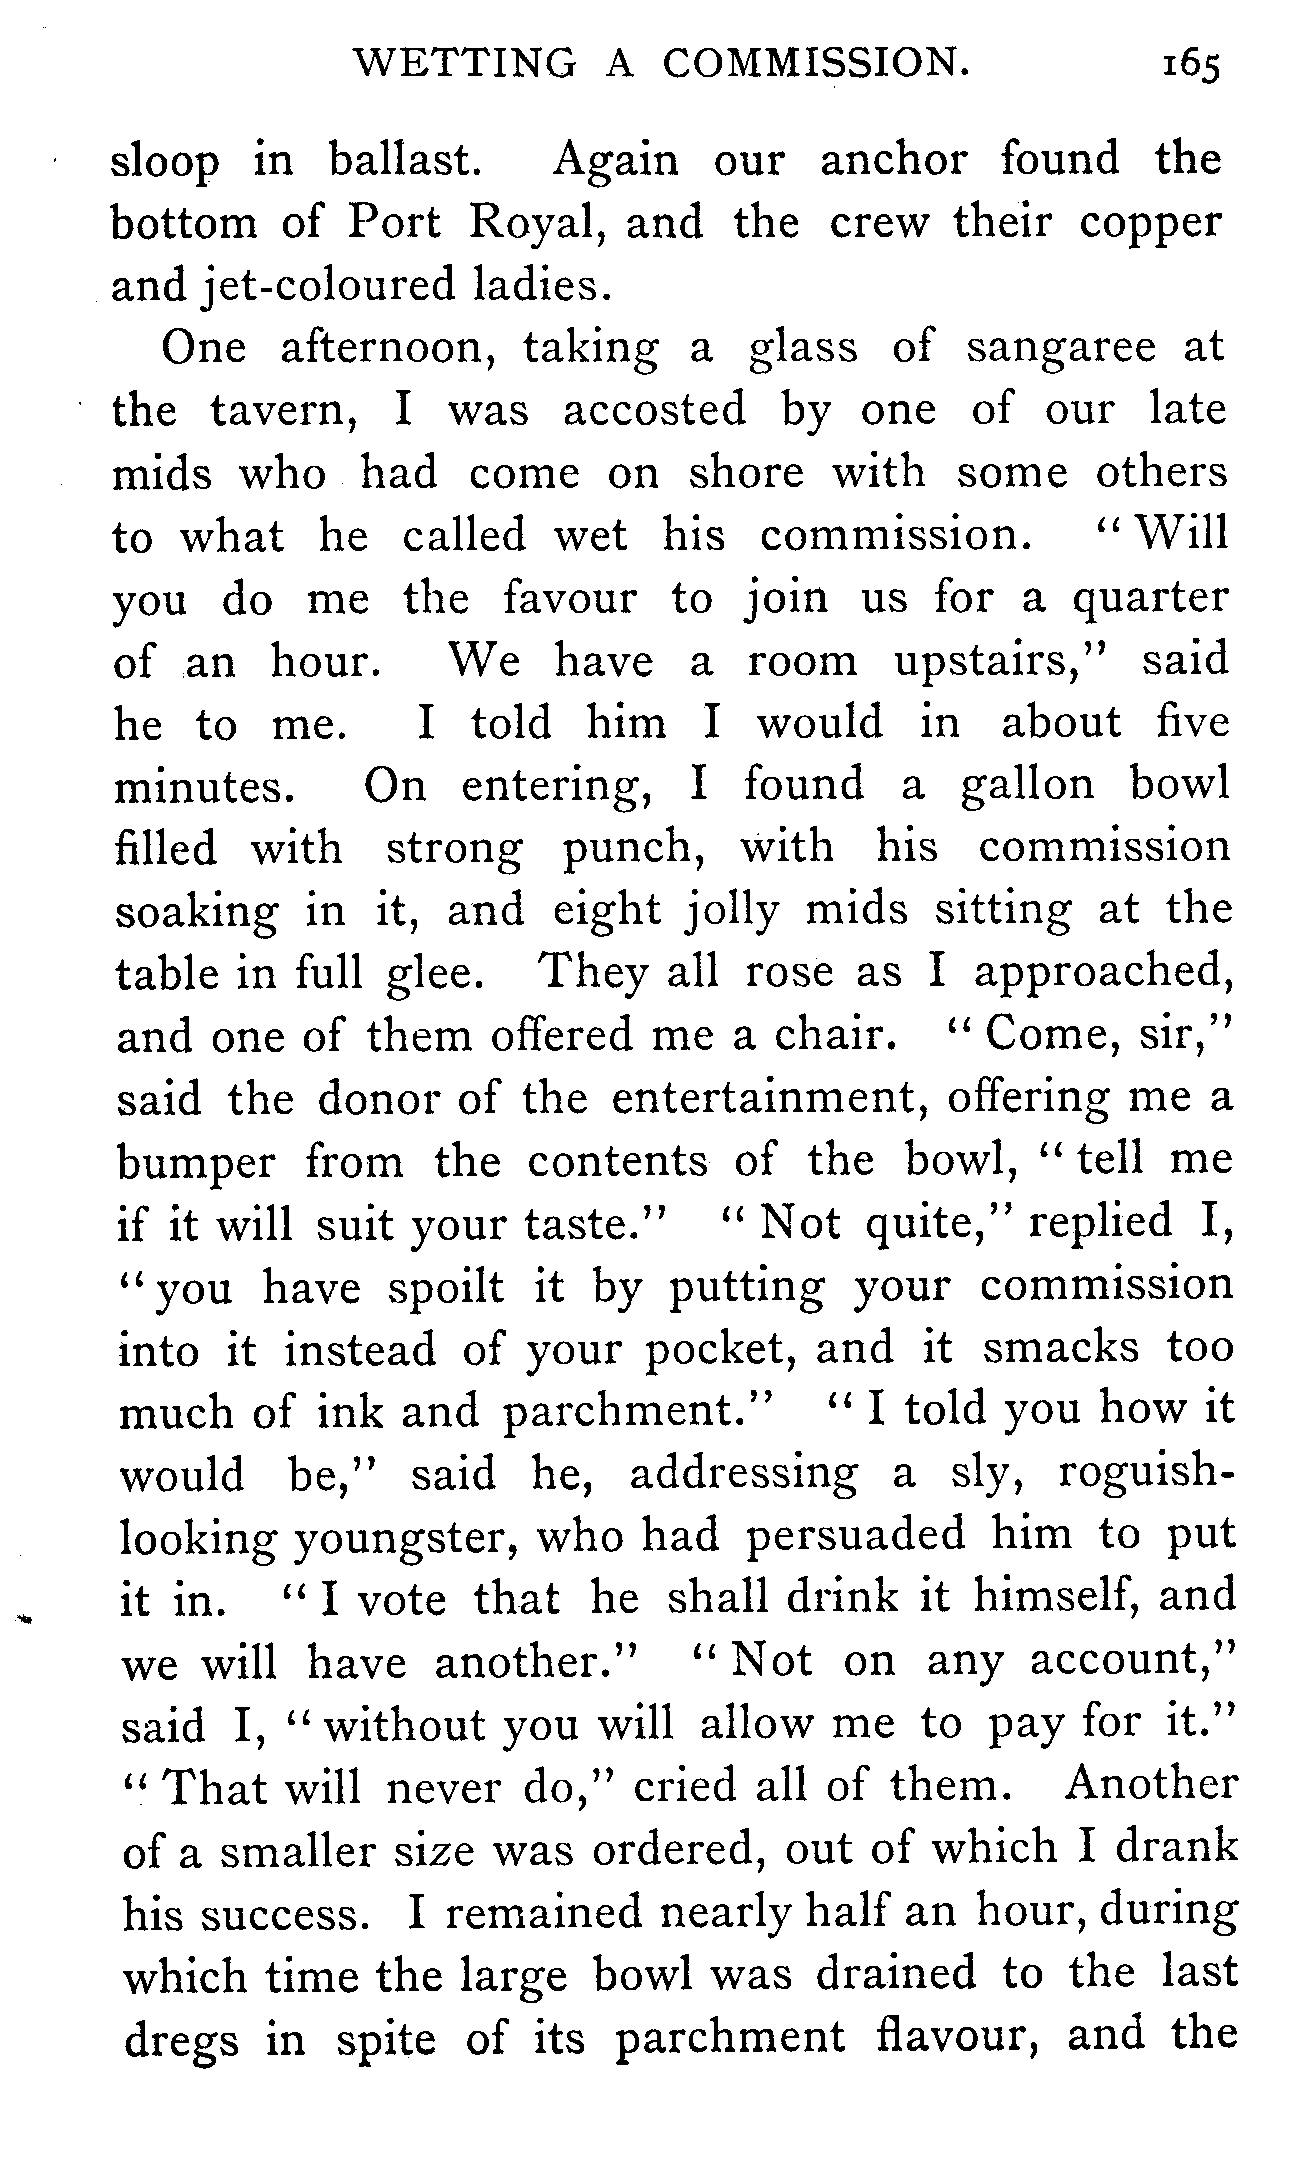 WETTING A COMMISSION. 165
sloop in ballast. Again our anchor found the
bottom of Port Royal, and the crew their copper
and jet-coloured ladies.
One afternoon, taking a glass of sangaree at
the tavern, I was accosted by one of our late
mids who had come on shore with some others
to what he called wet his commission. “ Will
you do me the favour to join us for a quarter
of an hour. We have a room upstairs,” said
he to me. I told him I would in about five
minutes. On entering, I found a gallon bowl
filled with strong punch, with his commission
soaking in it, and eight jolly mids sitting at the
table in full glee. They all rose as I approached,
and one of them offered me a chair. “ Come, sir,”
said the donor of the entertainment, offering me a
bumper from the contents of the bowl, “ tell me
if it will suit your taste.” “ Not quite,” replied I,
“ you have spoilt it by putting your commission
into it instead of your pocket, and it smacks too
much of ink and parchment.” “ I told you how it
would be,” said he, addressing a sly, roguish-
looking youngster, who had persuaded him to put
it in. “ I vote that he shall drink it himself, and
we will have another.” “ Not on any account,”
said I, “ without you will allow me to pay for it.”
“ That will never do,” cried all of them. Another
of a smaller size was ordered, out of which I drank
his success. I remained nearly half an hour, during
which time the large bowl was drained to the last
dregs in spite of its parchment flavour, and the